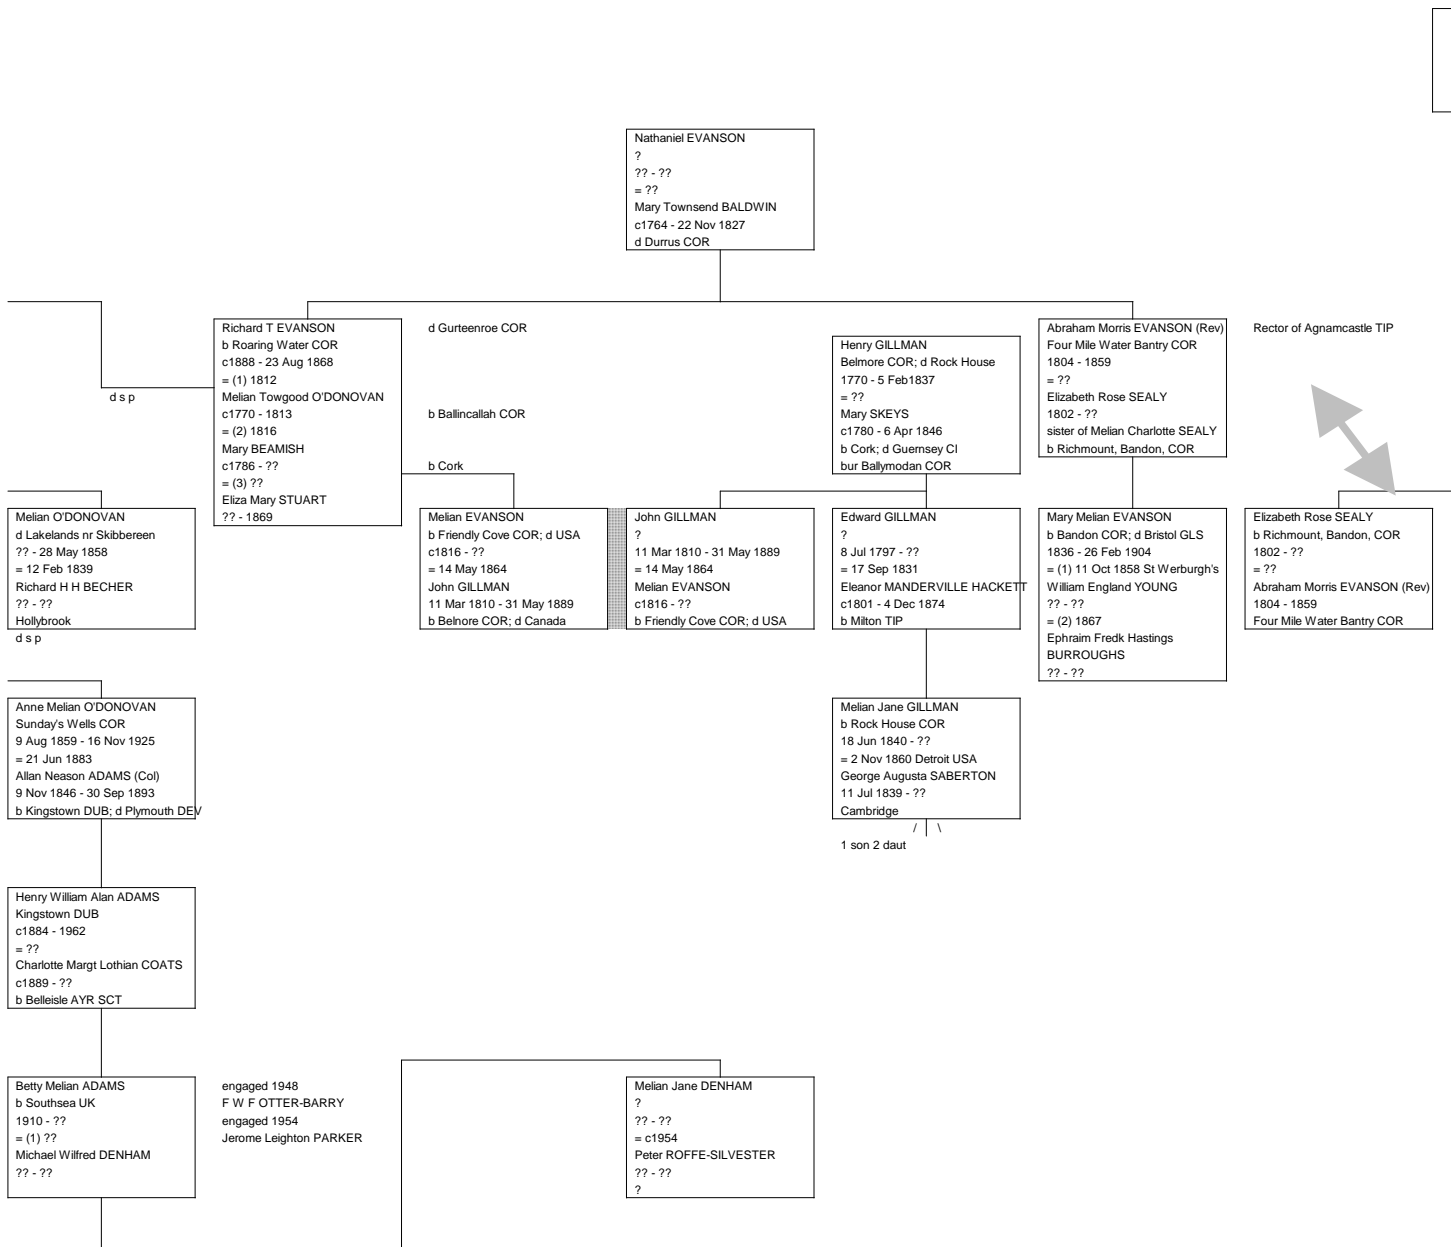 Nathaniel EVANSON
?
?? - ??
= ??
Mary Townsend BALDWIN
c1764 - 22 Nov 1827
d Durrus COR
d s p
Richard T EVANSON
b Roaring Water COR
c1888 - 23 Aug 1868
= (1) 1812
Melian Towgood O'DONOVAN
c1770 - 1813
= (2) 1816
Mary BEAMISH
c1786 - ??
= (3) ??
Eliza Mary STUART
?? - 1869
d Gurteenroe COR
b Ballincallah COR
b Cork
Henry GILLMAN
Belmore COR; d Rock House
1770 - 5 Feb1837
= ??
Mary SKEYS
c1780 - 6 Apr 1846
b Cork; d Guernsey CI
bur Ballymodan COR
Abraham Morris EVANSON (Rev)
Four Mile Water Bantry COR
1804 - 1859
= ??
Elizabeth Rose SEALY
1802 - ??
sister of Melian Charlotte SEALY
b Richmount, Bandon, COR
Rector of Agnamcastle TIP
Melian O'DONOVAN
d Lakelands nr Skibbereen
?? - 28 May 1858
= 12 Feb 1839
Richard H H BECHER
?? - ??
Hollybrook
d s p
Melian EVANSON
b Friendly Cove COR; d USA
c1816 - ??
= 14 May 1864
John GILLMAN
11 Mar 1810 - 31 May 1889
b Belnore COR; d Canada
John GILLMAN
?
11 Mar 1810 - 31 May 1889
= 14 May 1864
Melian EVANSON
c1816 - ??
b Friendly Cove COR; d USA
Edward GILLMAN
?
8 Jul 1797 - ??
= 17 Sep 1831
Eleanor MANDERVILLE HACKETT
c1801 - 4 Dec 1874
b Milton TIP
Mary Melian EVANSON
b Bandon COR; d Bristol GLS
1836 - 26 Feb 1904
= (1) 11 Oct 1858 St Werburgh's
William England YOUNG
?? - ??
= (2) 1867
Ephraim Fredk Hastings
BURROUGHS
?? - ??
Elizabeth Rose SEALY
b Richmount, Bandon, COR
1802 - ??
= ??
Abraham Morris EVANSON (Rev)
1804 - 1859
Four Mile Water Bantry COR
Anne Melian O'DONOVAN
Sunday's Wells COR
9 Aug 1859 - 16 Nov 1925
= 21 Jun 1883
Allan Neason ADAMS (Col)
9 Nov 1846 - 30 Sep 1893
b Kingstown DUB; d Plymouth DEV
Melian Jane GILLMAN
b Rock House COR
18 Jun 1840 - ??
= 2 Nov 1860 Detroit USA
George Augusta SABERTON
11 Jul 1839 - ??
Cambridge
/ \
1 son 2 daut
Henry William Alan ADAMS
Kingstown DUB
c1884 - 1962
= ??
Charlotte Margt Lothian COATS
c1889 - ??
b Belleisle AYR SCT
Betty Melian ADAMS
b Southsea UK
1910 - ??
= (1) ??
Michael Wilfred DENHAM
?? - ??
engaged 1948
F W F OTTER-BARRY
engaged 1954
Jerome Leighton PARKER
Melian Jane DENHAM
?
?? - ??
= c1954
Peter ROFFE-SILVESTER
?? - ??
?